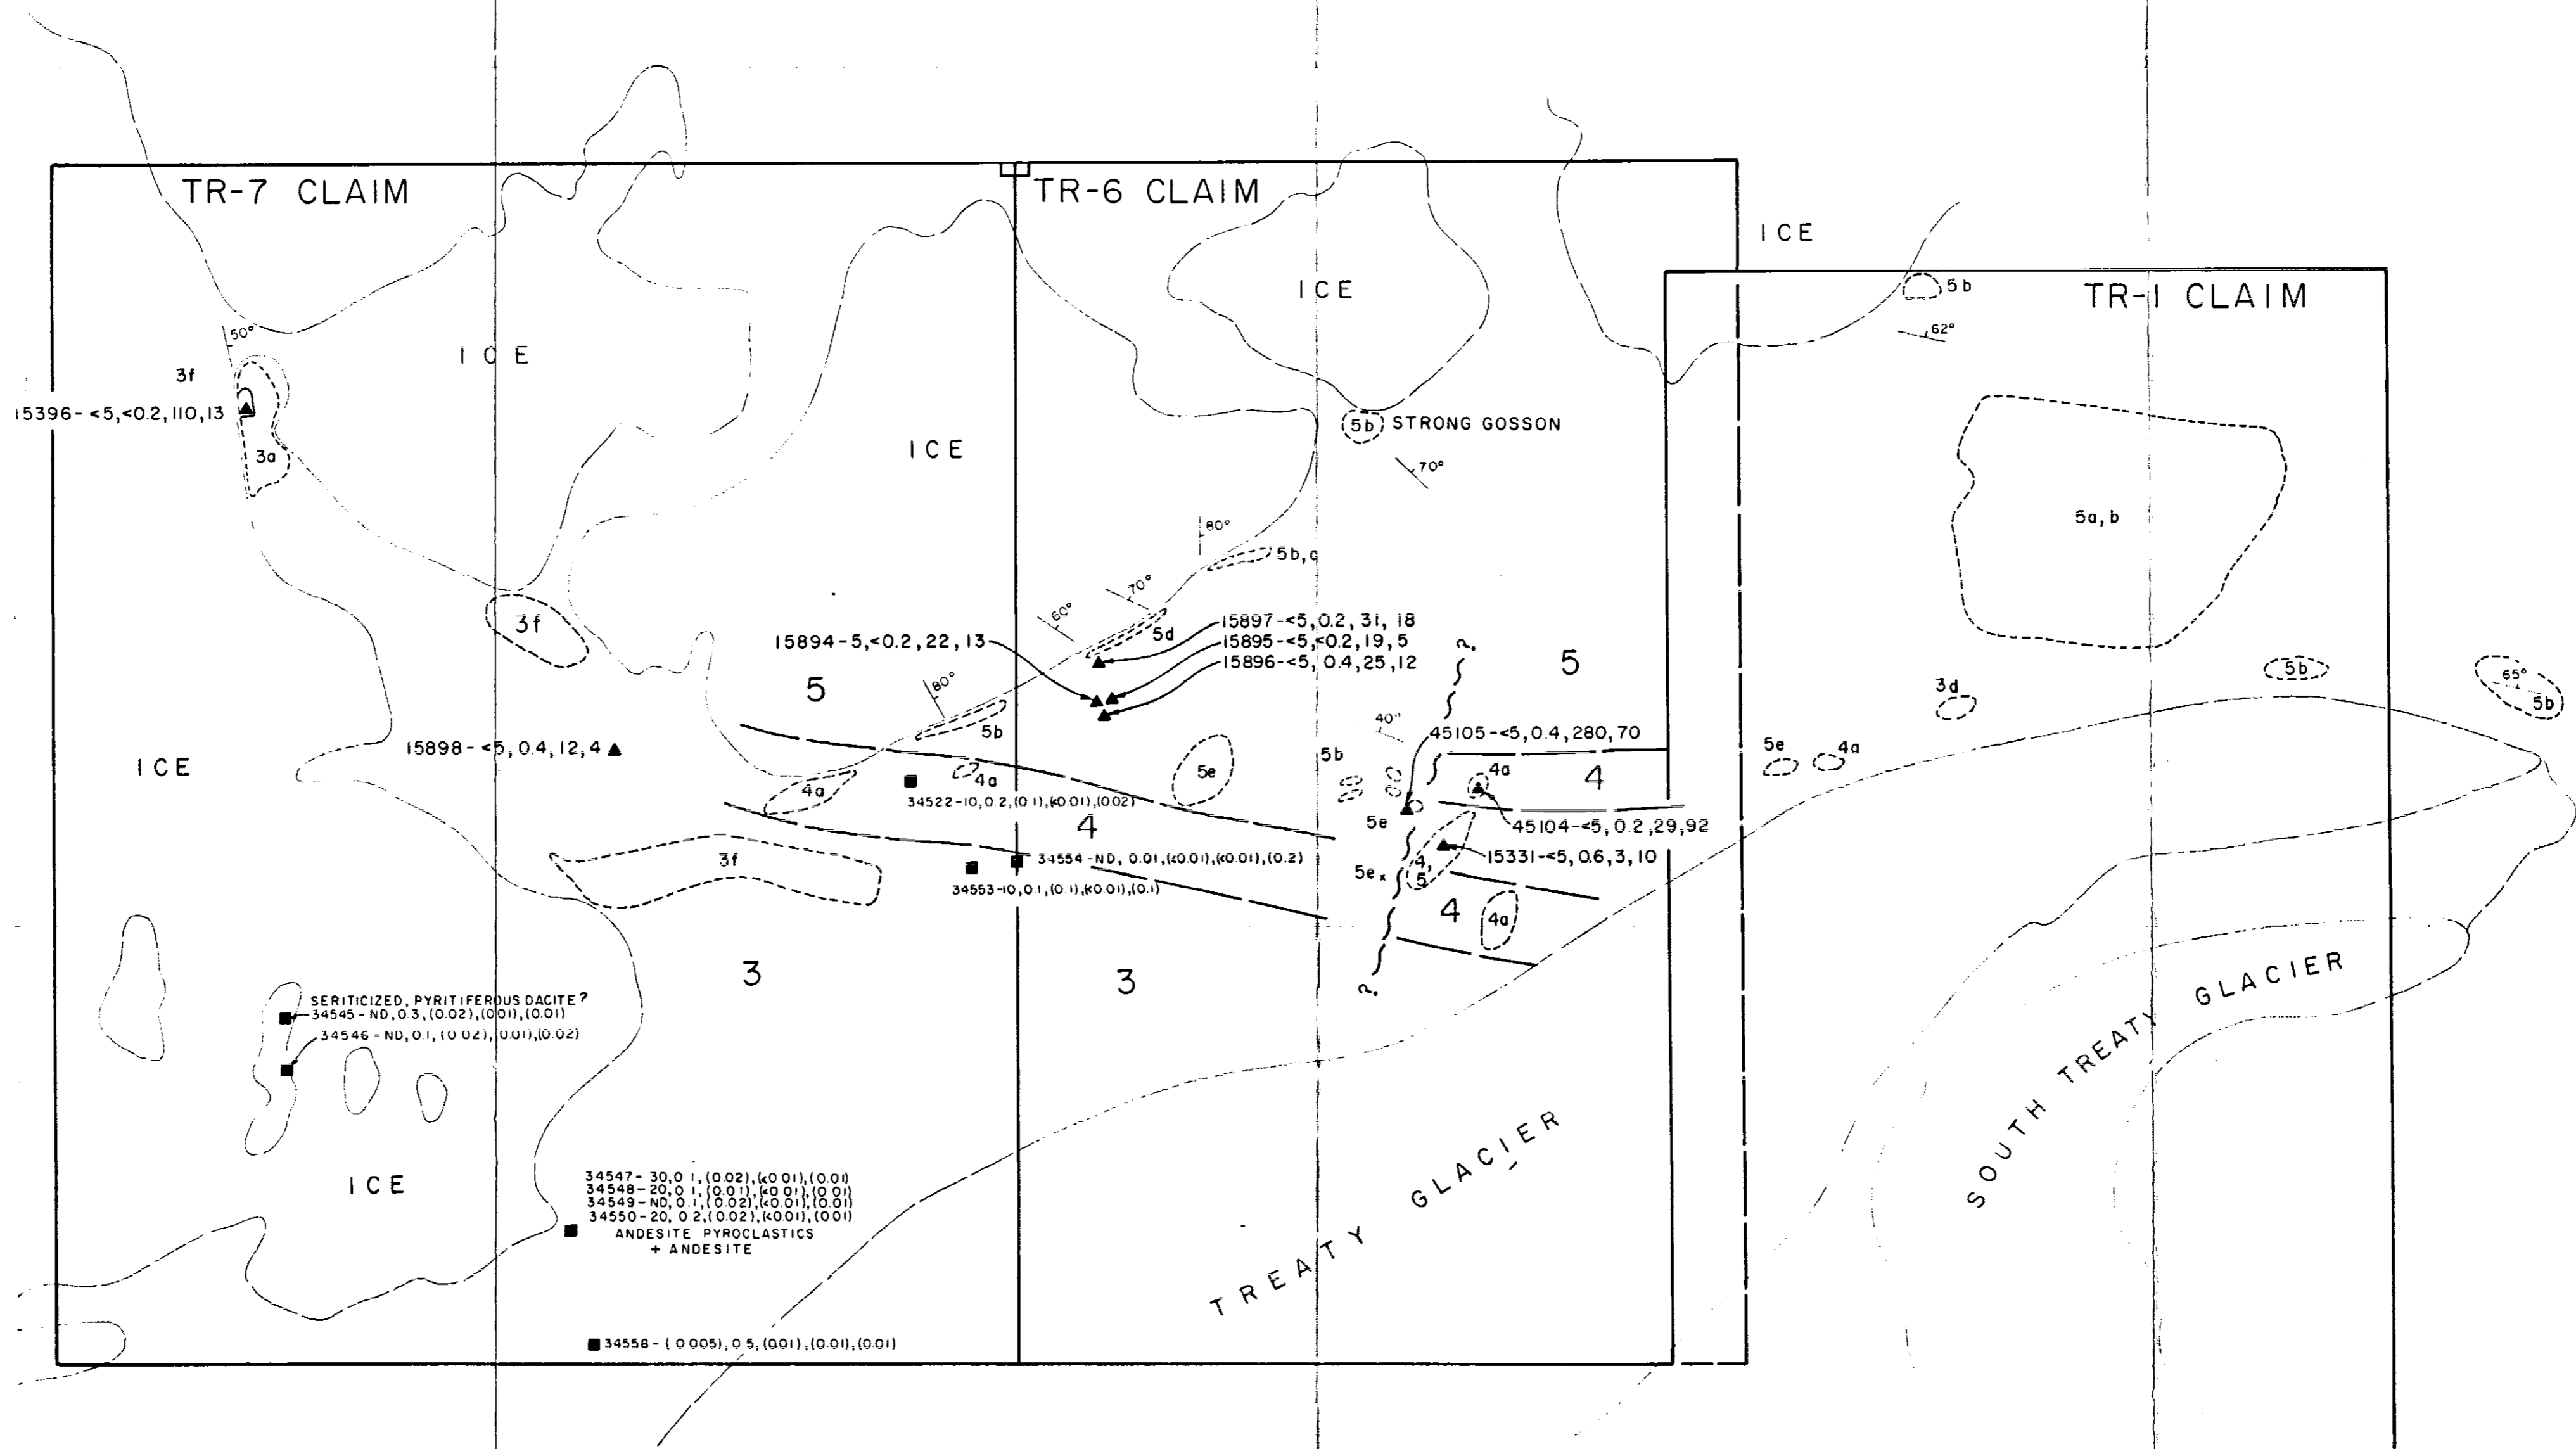 TR-7 CLAIM
TR-6 CLAIM
ICE
TR-1 CLAIM
ICE
5b
62°
50°
ICE
3f
15396-<5,<0.2,110,13
3a
ICE
5b STRONG GOSSON
70°
5a,b
80°
5b,c
70°
60°
3f
5d
15897-<5,0.2,31,18
15894-5,<0.2,22,13
15895-<5,<0.2,19,5
15896-<5,0.4,25,12
?
5
5
80°
5b
3d
5b
65°
5b
40°
45105-<5,0.4,280,70
15898-<5,0.4,12,4
5b
5e
4a
ICE
5e
4a
4
4a
4a
34522-10,0.2,(0.1),(<0.01),(0.02)
4
5e
45104-<5,0.2,29,92
3f
34554-ND, 0.01,(<0.01),(<0.01),(0.2)
15331-<5,0.6,3,10
4,
5
5e x
34553-10,0.1,(0.1),(<0.01),(0.1)
4
4a
3
3
?
SERITICIZED, PYRITIFEROUS DACITE?
34545-ND,0.3,(0.02),(0.01),(0.01)
34546-ND,0.1,(0.02),(0.01),(0.02)
SOUTH TREATY GLACIER
TREATY GLACIER
ICE
34547-30,0.1,(0.02),(<0.01),(0.01)
34548-20,0.1,(0.01),(<0.01),(0.01)
34549-ND,0.1,(0.02),(<0.01),(0.01)
34550-20,0.2,(0.02),(<0.01),(0.01)
ANDESITE PYROCLASTICS
+ ANDESITE
34558-(0.005),0.5,(0.01),(0.01),(0.01)